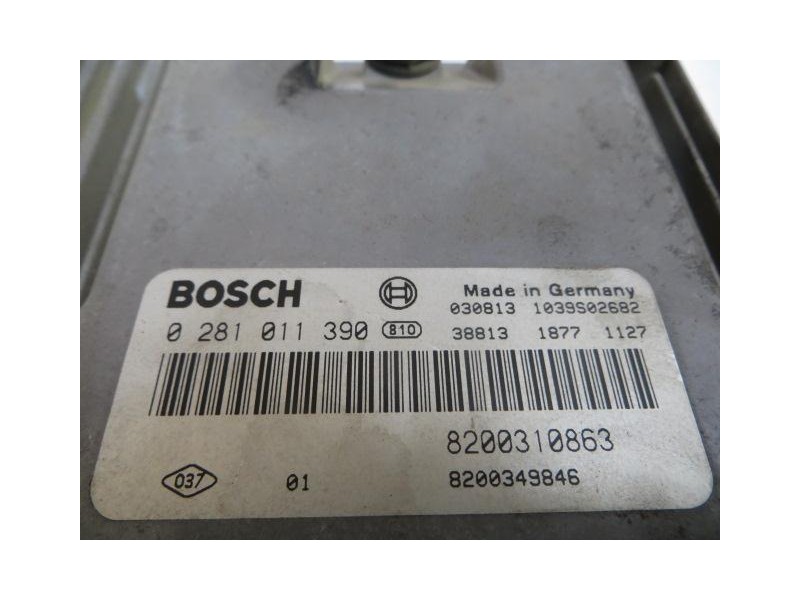 BOSCH Made in Germany
030813 1039S02682
0 281 011 390 810 38813 1877 1127
8200310863
037 01 8200349846